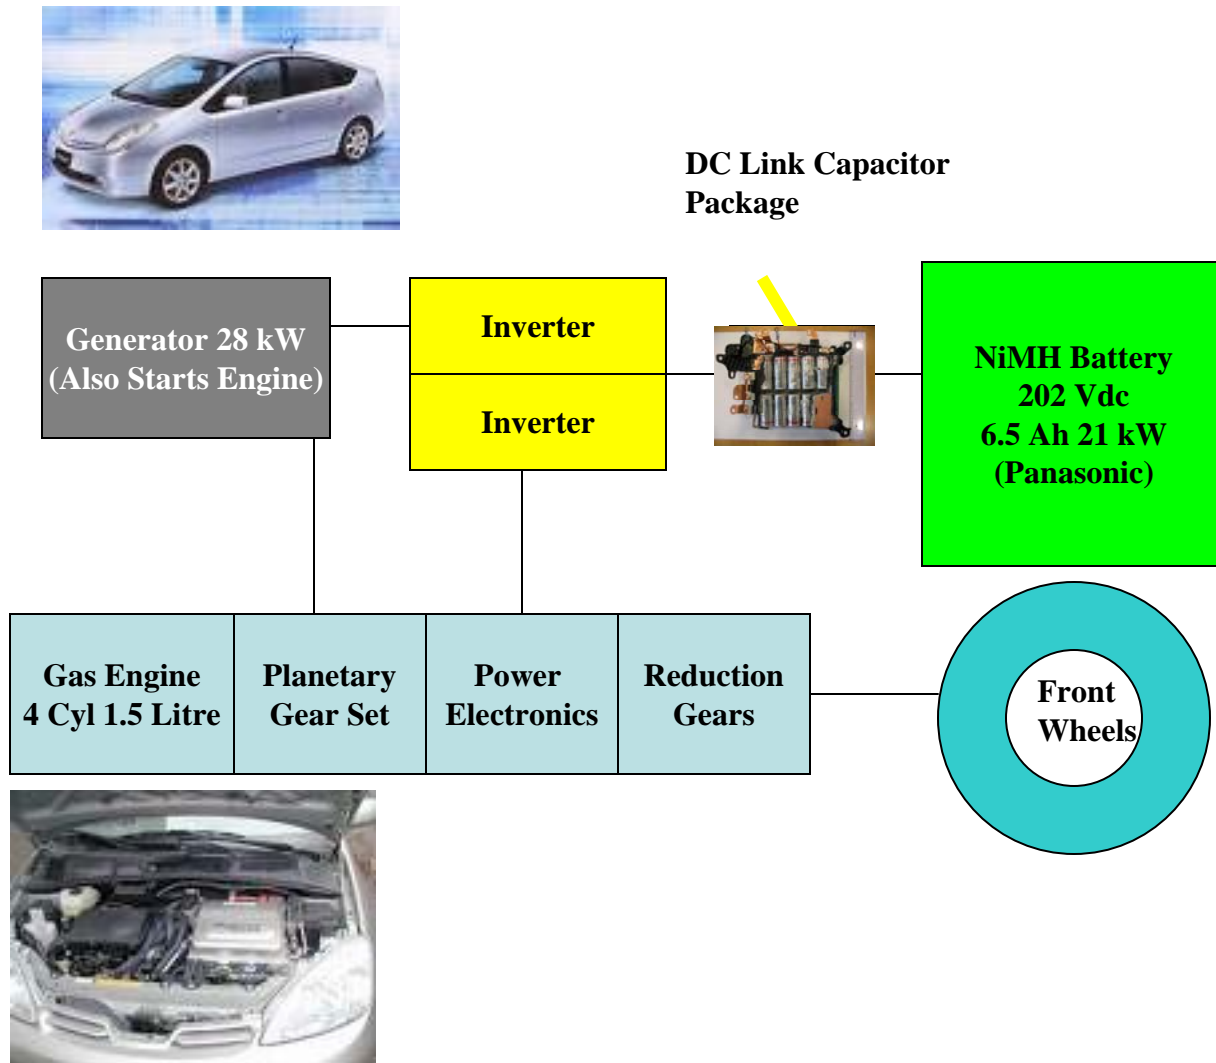 DC Link Capacitor
Package
Generator 28 kW
(Also Starts Engine)
Inverter
Inverter
NiMH Battery
202 Vdc
6.5 Ah 21 kW
(Panasonic)
Gas Engine
4 Cyl 1.5 Litre
Planetary
Gear Set
Power
Electronics
Reduction
Gears
Front
Wheels